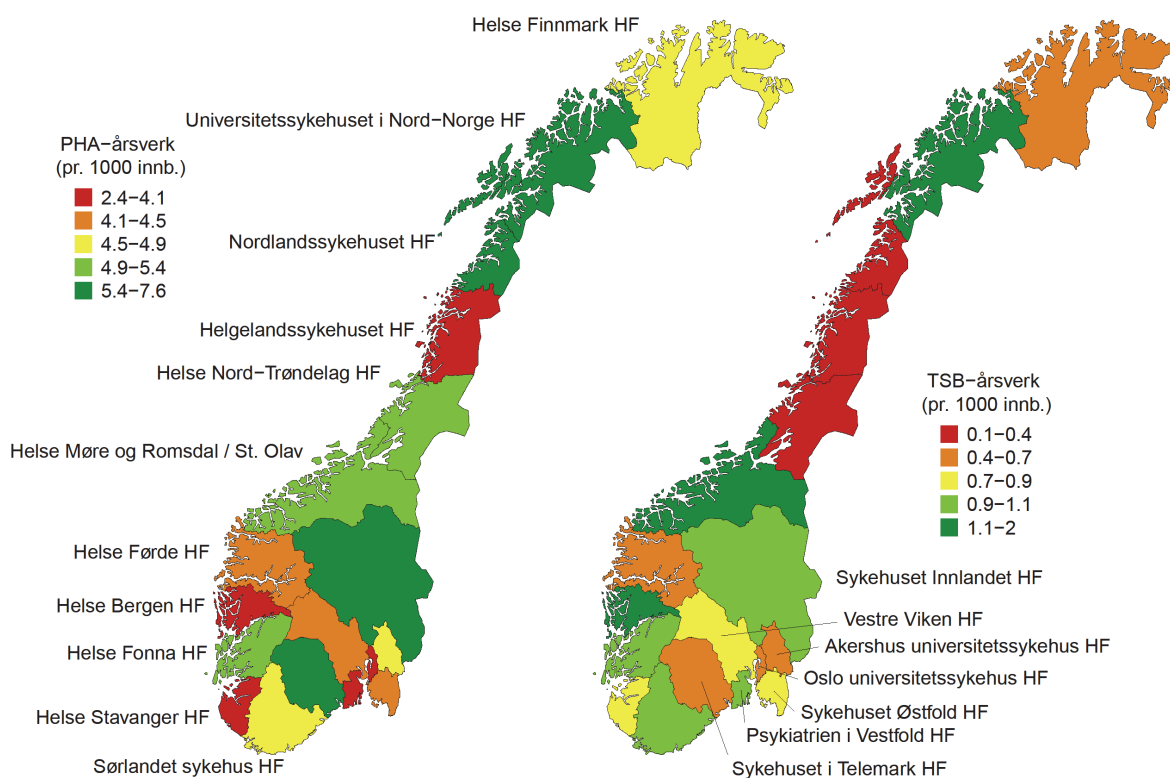 Helse Finnmark HF
Universitetssykehuset i Nord−Norge HF
PHA−årsverk
(pr. 1000 innb.)
2.4−4.1
4.1−4.5
4.5−4.9
4.9−5.4
5.4−7.6
Nordlandssykehuset HF
Helgelandssykehuset HF
Helse Nord−Trøndelag HF
Helse Møre og Romsdal / St. Olav
Helse Førde HF
Helse Bergen HF
Helse Fonna HF
Helse Stavanger HF
Sørlandet sykehus HF
TSB−årsverk
(pr. 1000 innb.)
0.1−0.4
0.4−0.7
0.7−0.9
0.9−1.1
1.1−2
Sykehuset Innlandet HF
Vestre Viken HF
Akershus universitetssykehus HF
Oslo universitetssykehus HF
Sykehuset Østfold HF
Psykiatrien i Vestfold HF
Sykehuset i Telemark HF